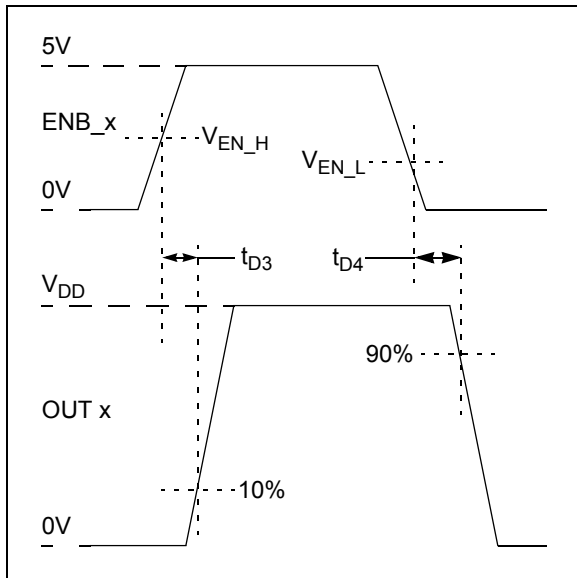 5V
ENB_x
V_EN_H
V_EN_L
0V
t_D3
t_D4
V_DD
90%
OUT x
10%
0V